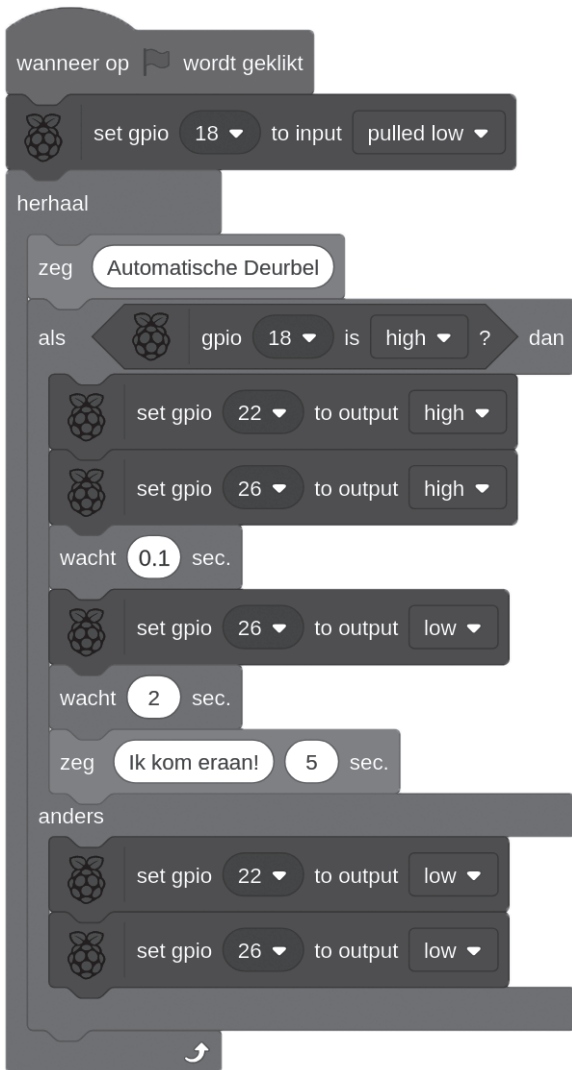 wanneer op wordt geklikt
set gpio 18 to input pulled low
herhaal
zeg Automatische Deurbel
als gpio 18 is high ? dan
set gpio 22 to output high
set gpio 26 to output high
wacht 0.1 sec.
set gpio 26 to output low
wacht 2 sec.
zeg Ik kom eraan! 5 sec.
anders
set gpio 22 to output low
set gpio 26 to output low